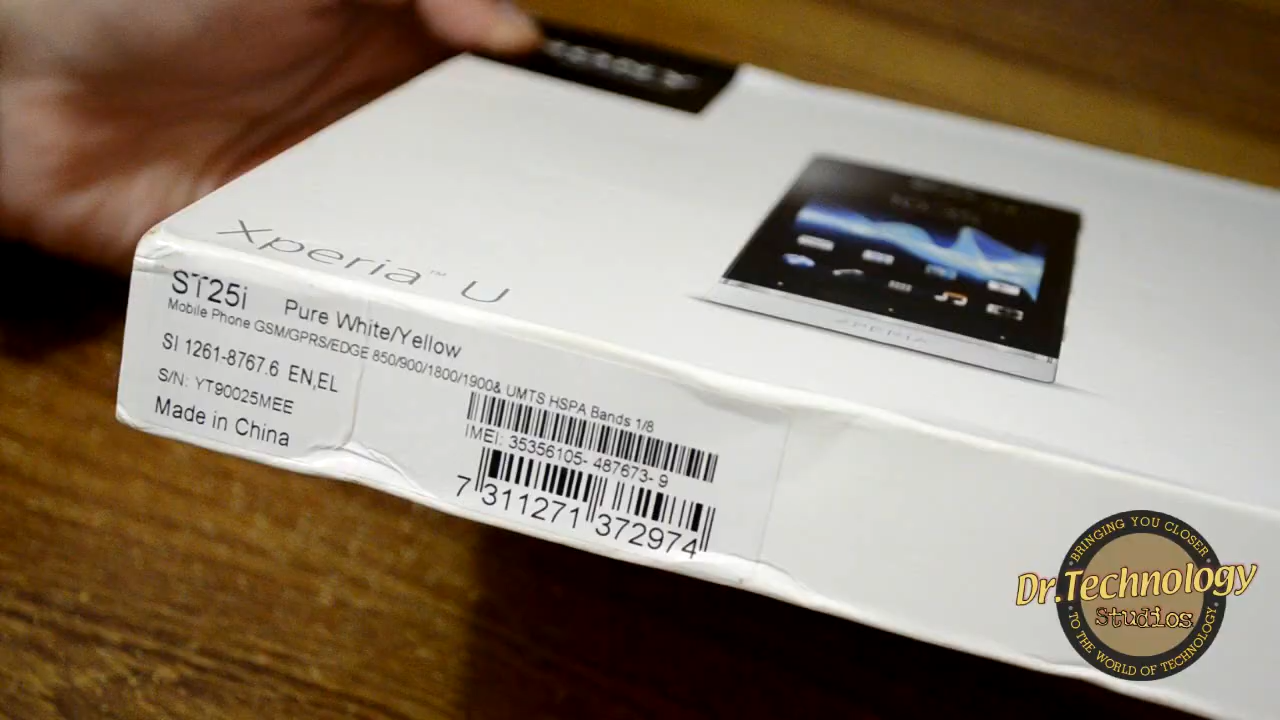 Xperia™ U
XPERIA
ST25i Pure White/Yellow
Mobile Phone GSM/GPRS/EDGE 850/900/1800/1900& UMTS HSPA Bands 1/8
SI 1261-8767.6 EN,EL
S/N: YT90025MEE
Made in China
IMEI: 35356105- 487673- 9
7 311271 372974
BRINGING YOU CLOSER
Dr.Technology
Studios
TO THE WORLD OF TECHNOLOGY